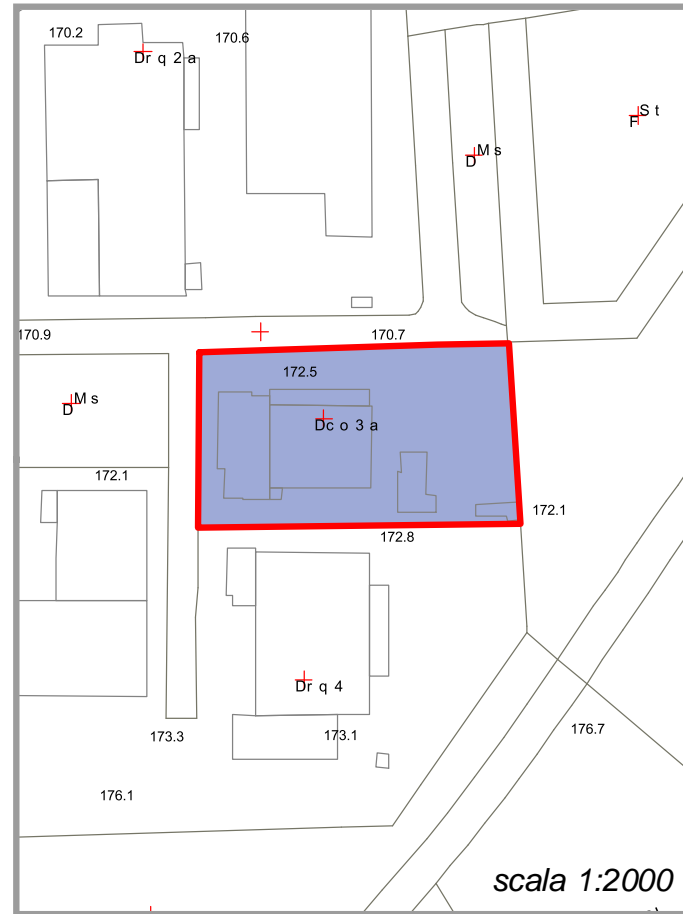 170.2
170.6
Dr q 2 a
S t
F
M s
D
170.9
170.7
172.5
M s
D
Dc o 3 a
172.1
172.1
172.8
Dr q 4
173.3
173.1
176.7
176.1
scala 1:2000